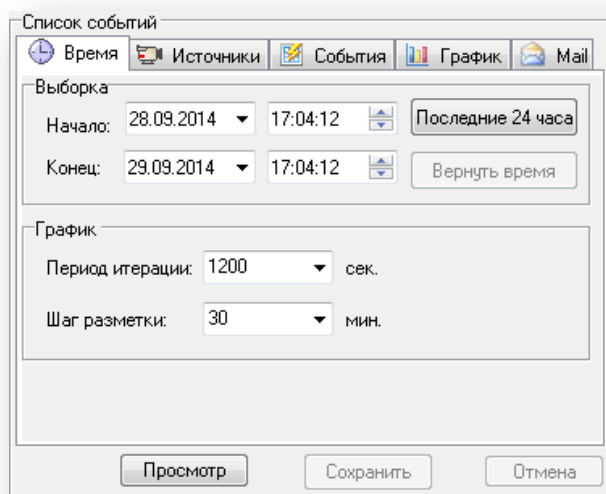 Список событий
Время Источники События График Mail
Выборка
Начало: 28.09.2014 17:04:12 Последние 24 часа
Конец: 29.09.2014 17:04:12 Вернуть время
График
Период итерации: 1200 сек.
Шаг разметки: 30 мин.
Просмотр Сохранить Отмена